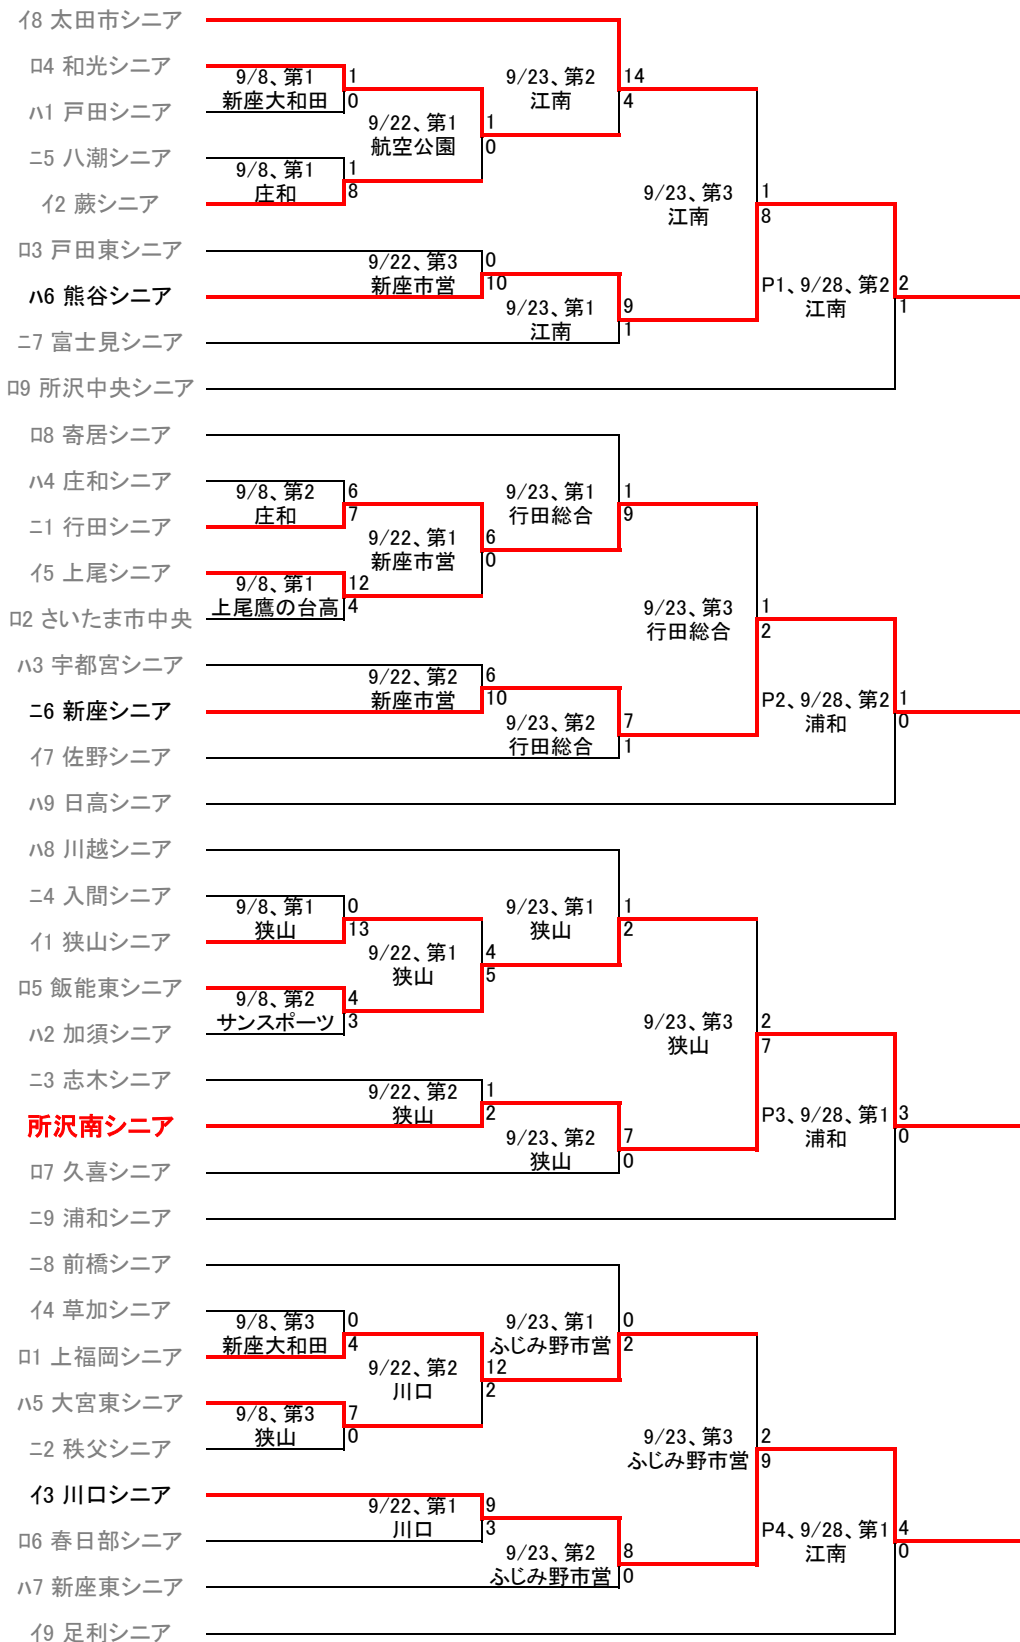 ｲ8 太田市シニア
ﾛ4 和光シニア
9/8、第1
新座大和田
1
0
ﾊ1 戸田シニア
9/22、第1
航空公園
1
0
9/23、第2
江南
14
4
ﾆ5 八潮シニア
9/8、第1
庄和
1
8
ｲ2 蕨シニア
9/23、第3
江南
1
8
ﾛ3 戸田東シニア
9/22、第3
新座市営
0
10
ﾊ6 熊谷シニア
9/23、第1
江南
9
1
P1、9/28、第2
江南
2
1
ﾆ7 富士見シニア
ﾛ9 所沢中央シニア
ﾛ8 寄居シニア
ﾊ4 庄和シニア
9/8、第2
庄和
6
7
9/23、第1
行田総合
1
9
ﾆ1 行田シニア
9/22、第1
新座市営
6
0
ｲ5 上尾シニア
9/8、第1
上尾鷹の台高
12
4
ﾛ2 さいたま市中央
9/23、第3
行田総合
1
2
ﾊ3 宇都宮シニア
9/22、第2
新座市営
6
10
ﾆ6 新座シニア
9/23、第2
行田総合
7
1
P2、9/28、第2
浦和
1
0
ｲ7 佐野シニア
ﾊ9 日高シニア
ﾊ8 川越シニア
ﾆ4 入間シニア
9/8、第1
狭山
0
13
9/23、第1
狭山
1
2
ｲ1 狭山シニア
9/22、第1
狭山
4
5
ﾛ5 飯能東シニア
9/8、第2
サンスポーツ
4
3
ﾊ2 加須シニア
9/23、第3
狭山
2
7
ﾆ3 志木シニア
9/22、第2
狭山
1
2
所沢南シニア
9/23、第2
狭山
7
0
P3、9/28、第1
浦和
3
0
ﾛ7 久喜シニア
ﾆ9 浦和シニア
ﾆ8 前橋シニア
ｲ4 草加シニア
9/8、第3
新座大和田
0
4
9/23、第1
ふじみ野市営
0
2
ﾛ1 上福岡シニア
9/22、第2
川口
12
2
ﾊ5 大宮東シニア
9/8、第3
狭山
7
0
ﾆ2 秩父シニア
9/23、第3
ふじみ野市営
2
9
ｲ3 川口シニア
9/22、第1
川口
9
3
ﾛ6 春日部シニア
9/23、第2
ふじみ野市営
8
0
P4、9/28、第1
江南
4
0
ﾊ7 新座東シニア
ｲ9 足利シニア